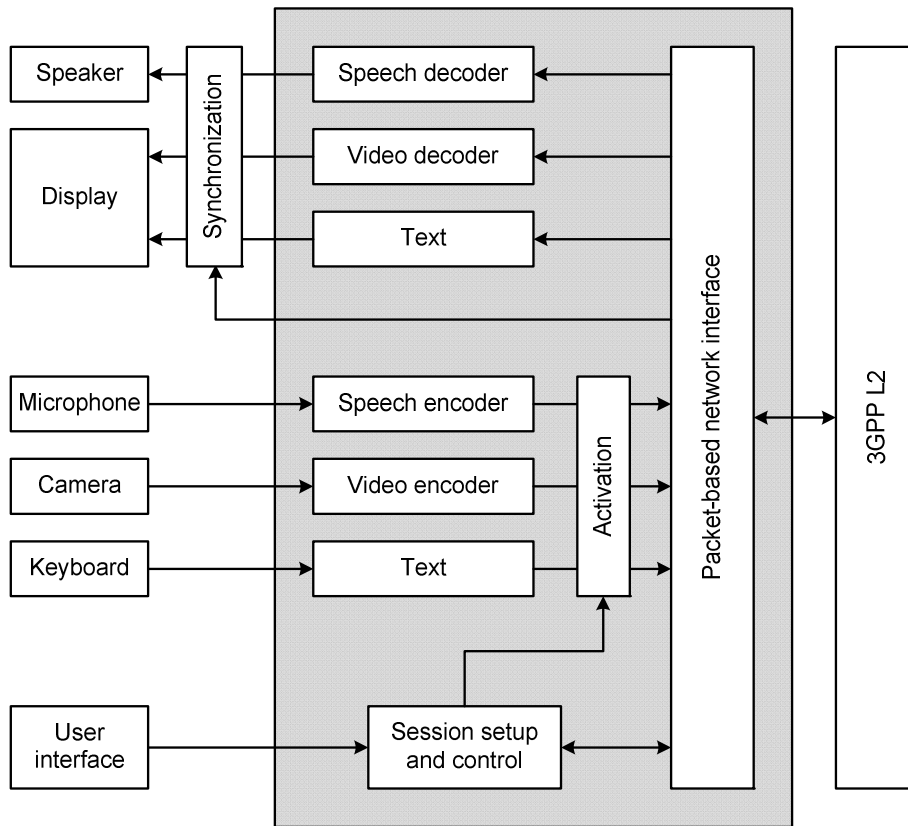 Speaker
Display
Synchronization
Speech decoder
Video decoder
Text
Packet-based network interface
3GPP L2
Microphone
Camera
Keyboard
Speech encoder
Video encoder
Text
Activation
User
interface
Session setup
and control